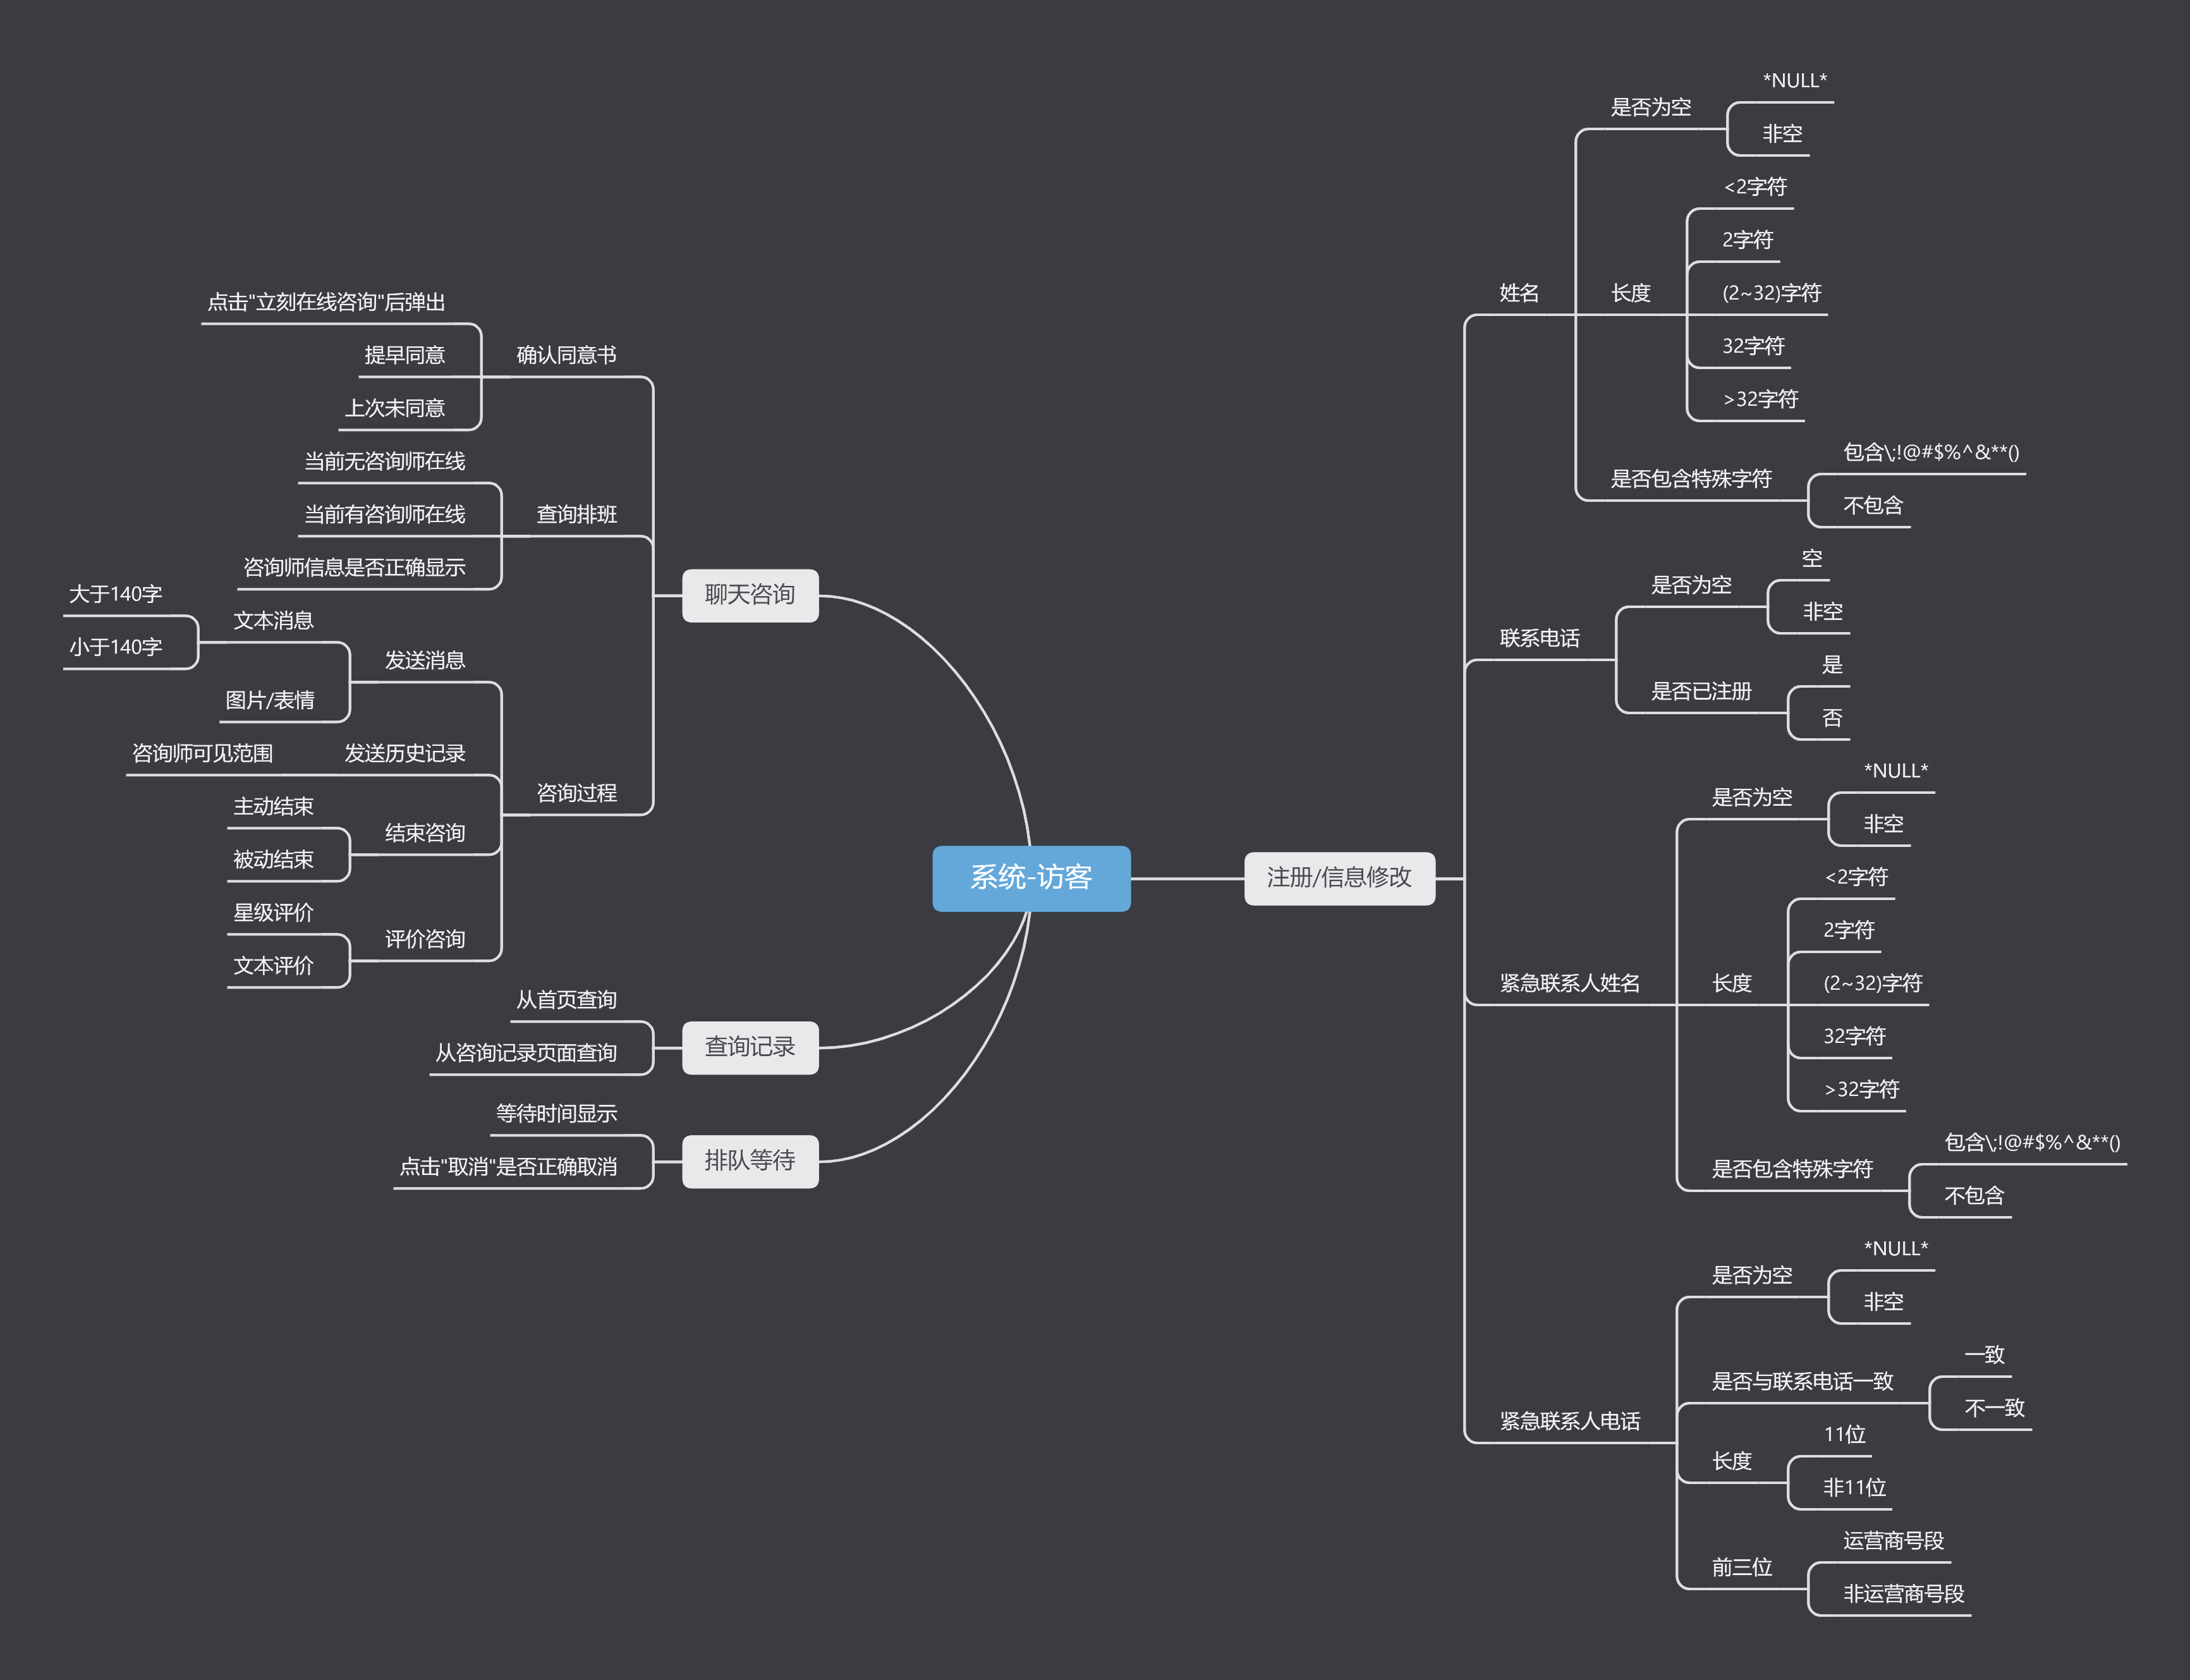 系统-访客
注册/信息修改
姓名
是否为空
*NULL*
非空
长度
<2字符
2字符
(2~32)字符
32字符
>32字符
是否包含特殊字符
包含\;!@#$%^&**()
不包含
联系电话
是否为空
空
非空
是否已注册
是
否
紧急联系人姓名
是否为空
*NULL*
非空
长度
<2字符
2字符
(2~32)字符
32字符
>32字符
是否包含特殊字符
包含\;!@#$%^&**()
不包含
紧急联系人电话
是否为空
*NULL*
非空
是否与联系电话一致
一致
不一致
长度
11位
非11位
前三位
运营商号段
非运营商号段
聊天咨询
确认同意书
点击"立刻在线咨询"后弹出
提早同意
上次未同意
查询排班
当前无咨询师在线
当前有咨询师在线
咨询师信息是否正确显示
咨询过程
发送消息
文本消息
大于140字
小于140字
图片/表情
发送历史记录
咨询师可见范围
结束咨询
主动结束
被动结束
评价咨询
星级评价
文本评价
查询记录
从首页查询
从咨询记录页面查询
排队等待
等待时间显示
点击"取消"是否正确取消